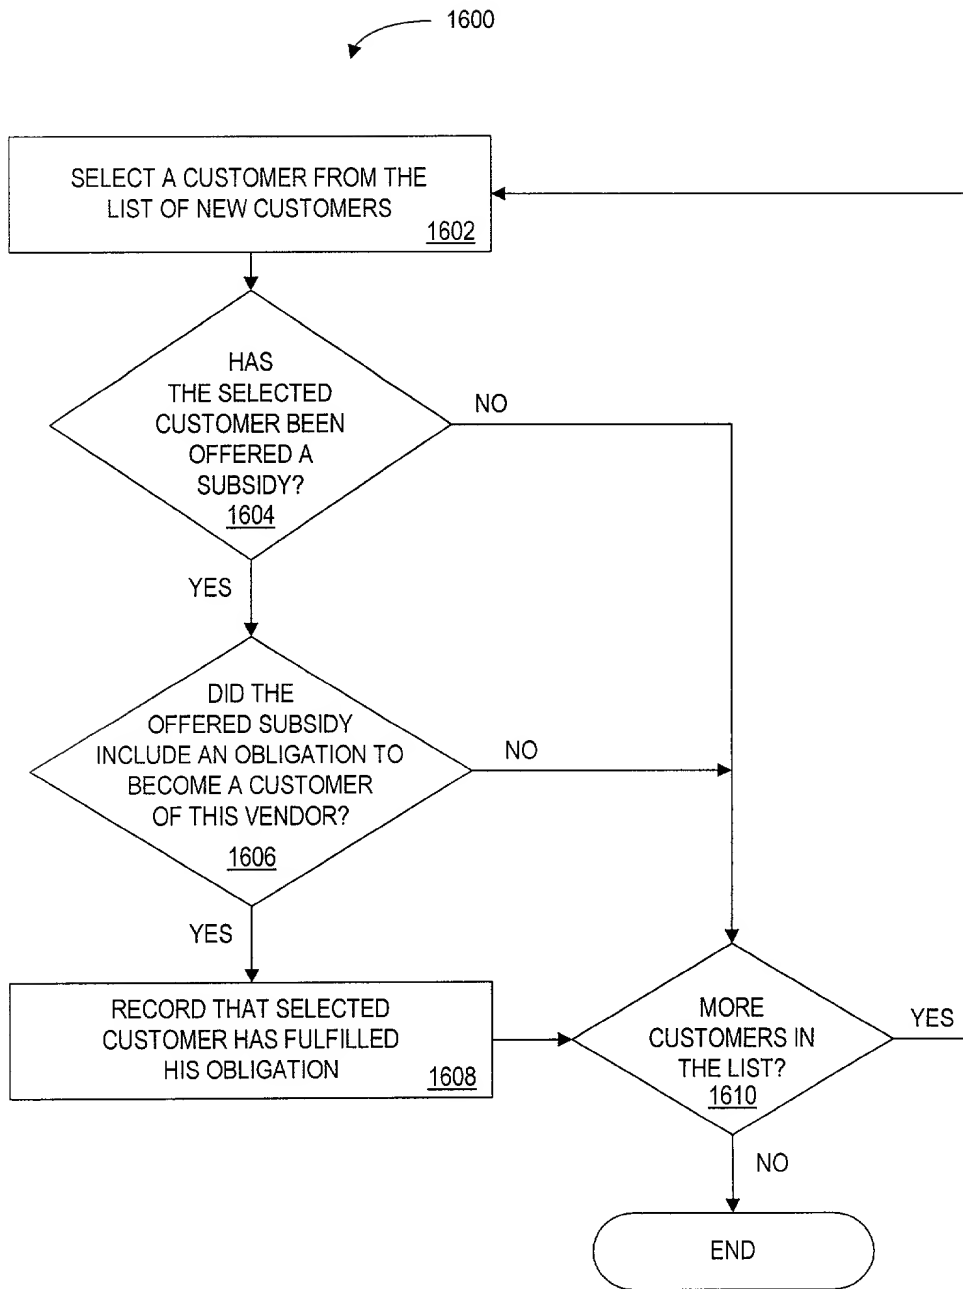 1600
SELECT A CUSTOMER FROM THE
LIST OF NEW CUSTOMERS
1602
HAS
THE SELECTED
CUSTOMER BEEN
OFFERED A
SUBSIDY?
1604
NO
YES
DID THE
OFFERED SUBSIDY
INCLUDE AN OBLIGATION TO
BECOME A CUSTOMER
OF THIS VENDOR?
1606
NO
YES
RECORD THAT SELECTED
CUSTOMER HAS FULFILLED
HIS OBLIGATION
1608
MORE
CUSTOMERS IN
THE LIST?
1610
YES
NO
END